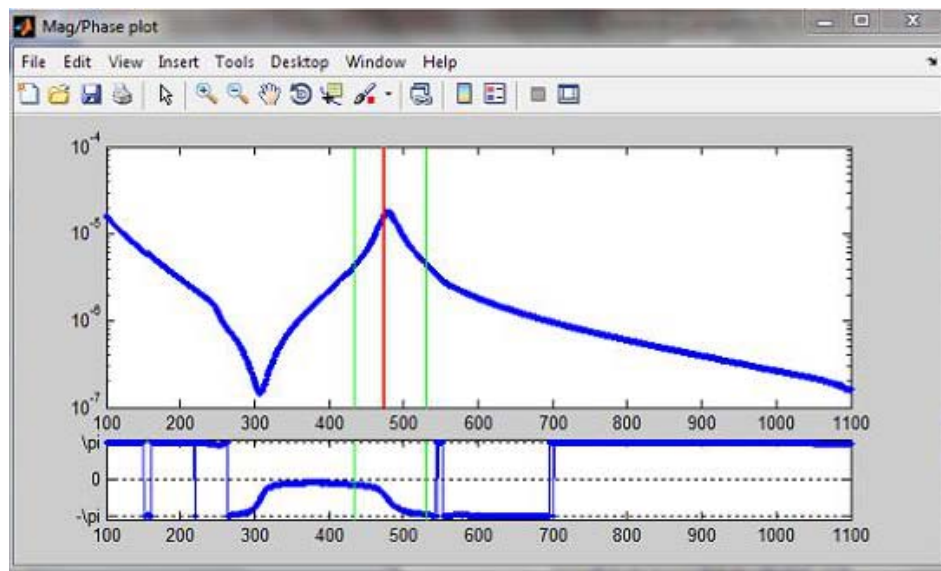 Mag/Phase plot
File Edit View Insert Tools Desktop Window Help
10^-4
10^-5
10^-6
10^-7
100 200 300 400 500 600 700 800 900 1000 1100
\pi
0
-\pi
100 200 300 400 500 600 700 800 900 1000 1100